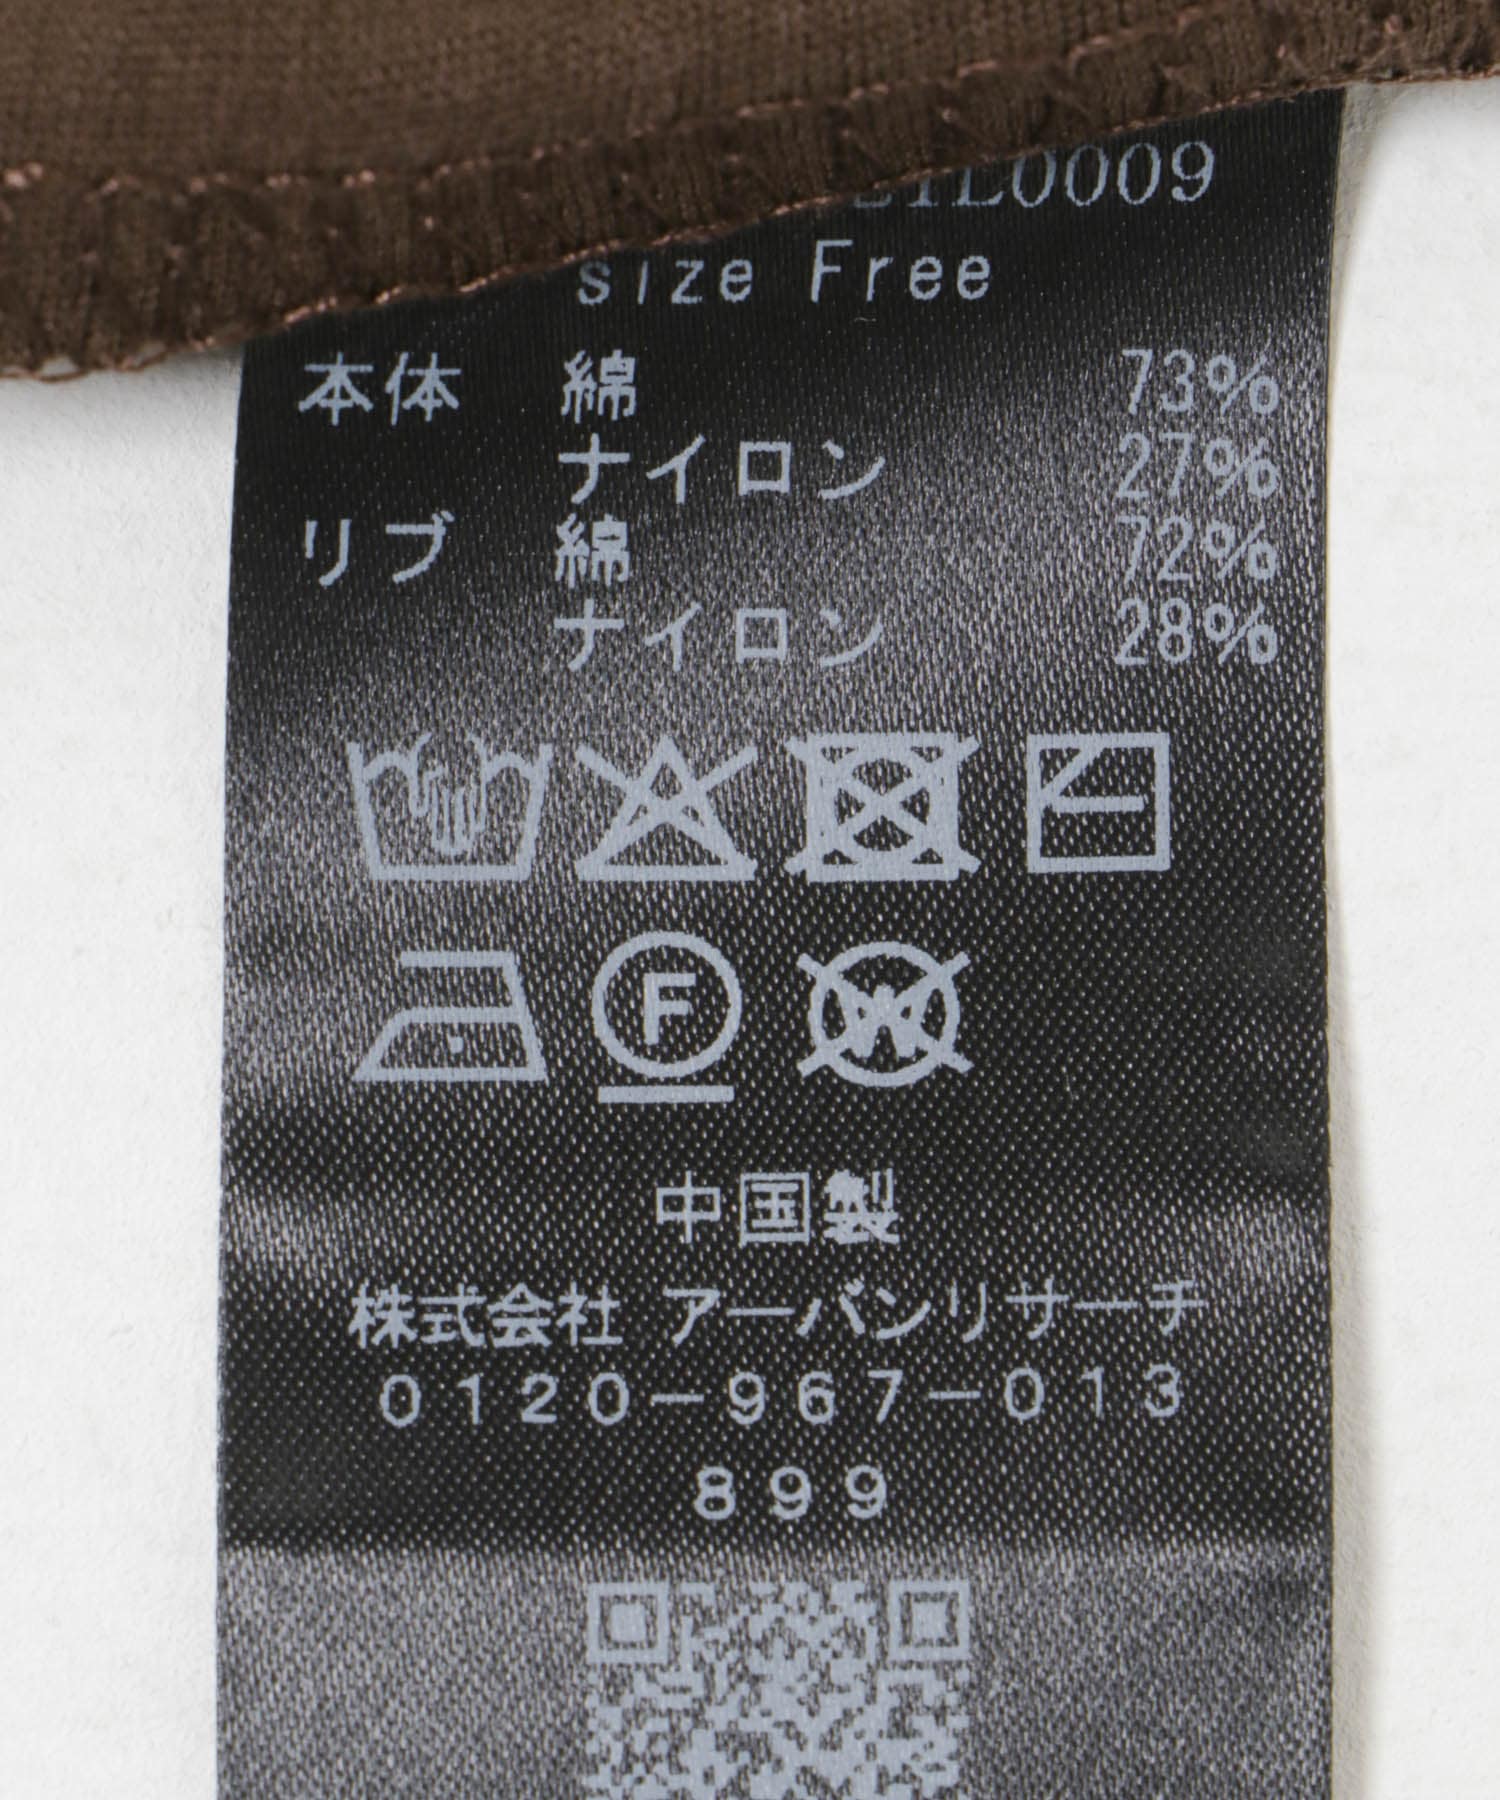 L0009
size Free
本体 綿 73%
ナイロン 27%
リブ 綿 72%
ナイロン 28%
F
W
中国製
株式会社 アーバンリサーチ
0120-967-013
899